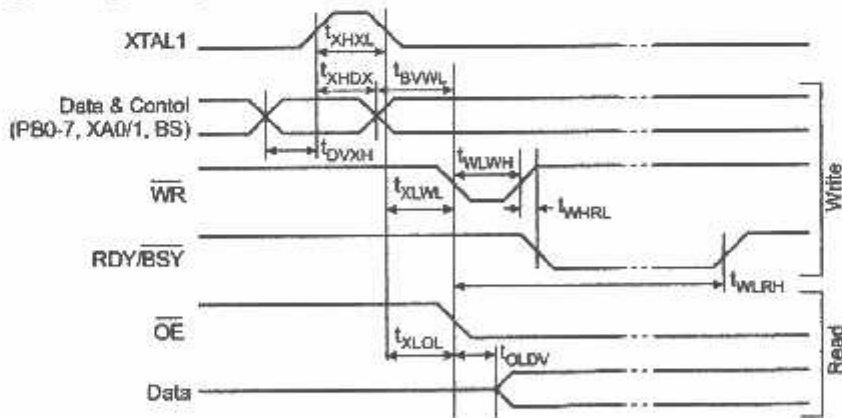 XTAL1
tXHXL
tXHDX
tBVWL
Data & Contol
(PB0-7, XA0/1, BS)
tDVXH
tWLWH
WR
tXLWL
tWHRL
Write
RDY/BSY
tWLRH
OE
tXLOL
tOLDV
Read
Data